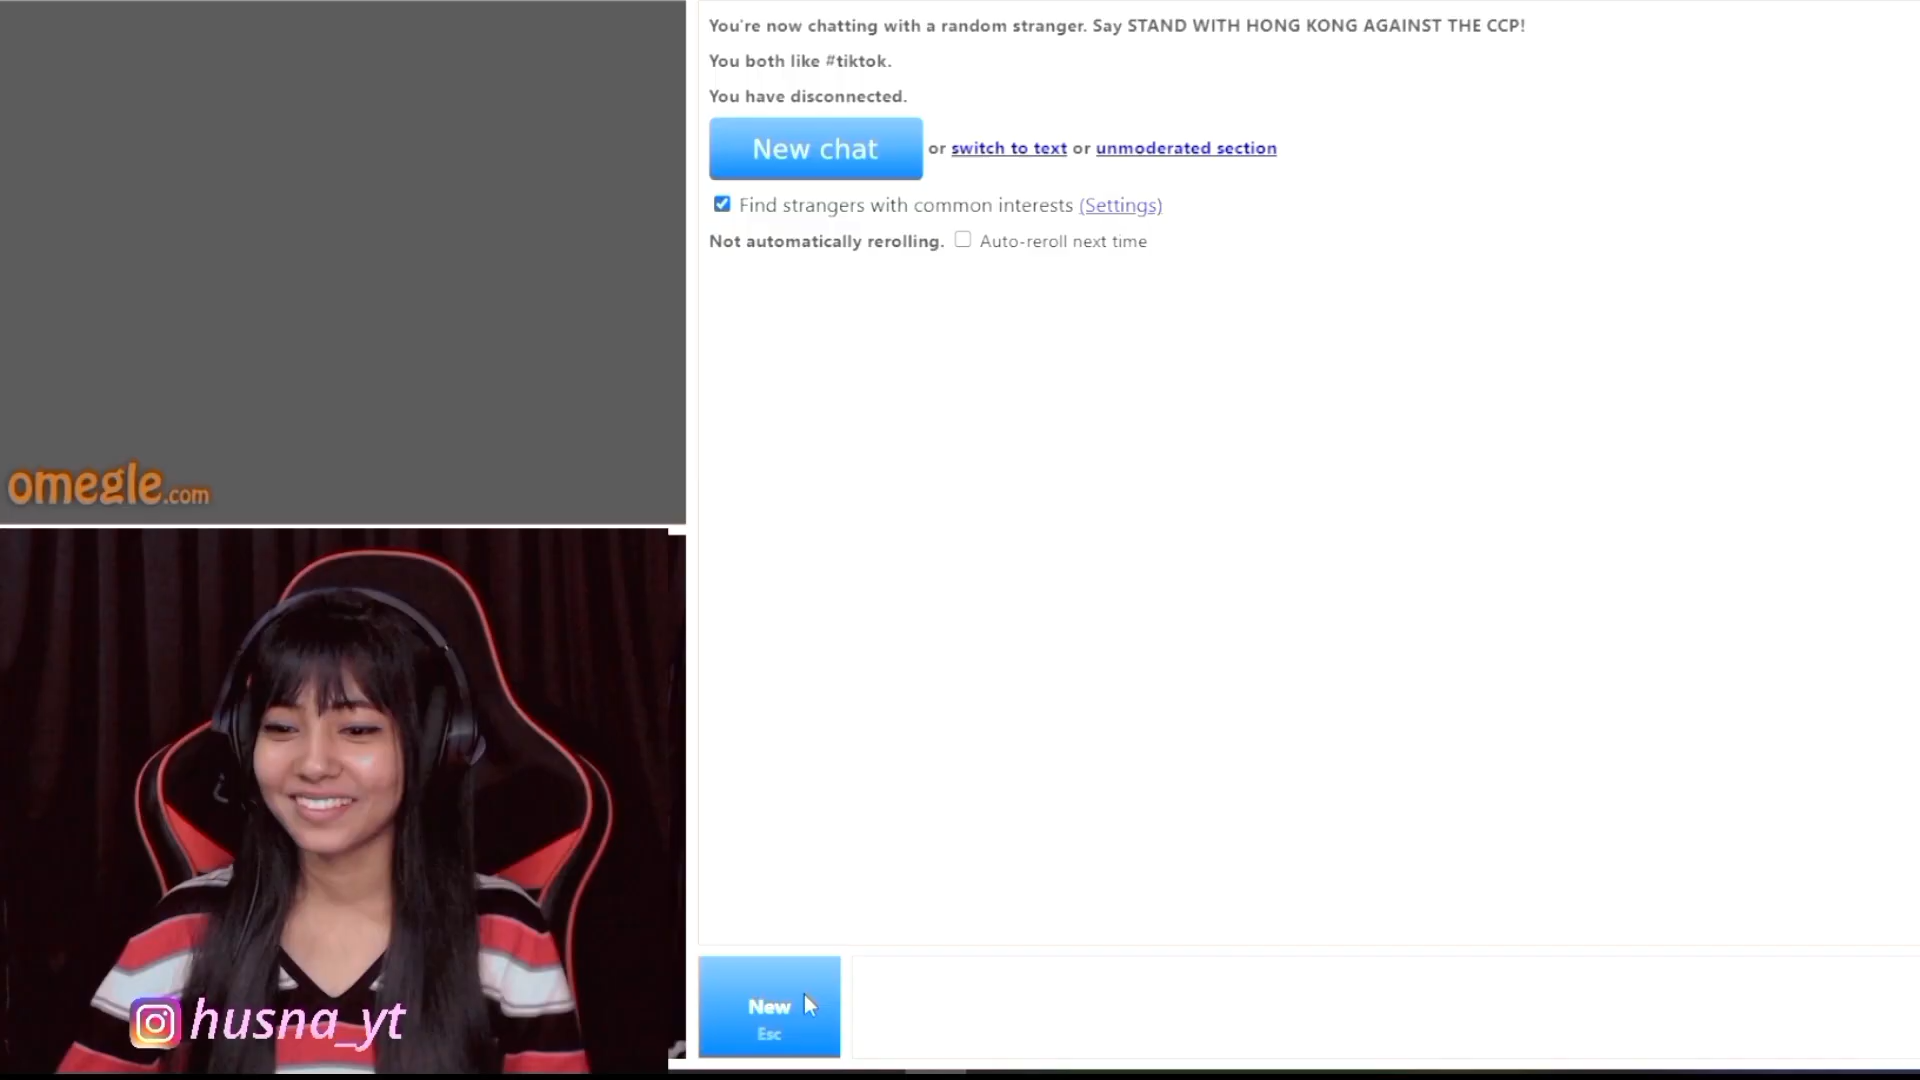 You're now chatting with a random stranger. Say STAND WITH HONG KONG AGAINST THE CCP!
You both like #tiktok.
You have disconnected.
New chat or switch to text or unmoderated section
Find strangers with common interests (Settings)
Not automatically rerolling. Auto-reroll next time
omegle.com
husna_yt
New
Esc